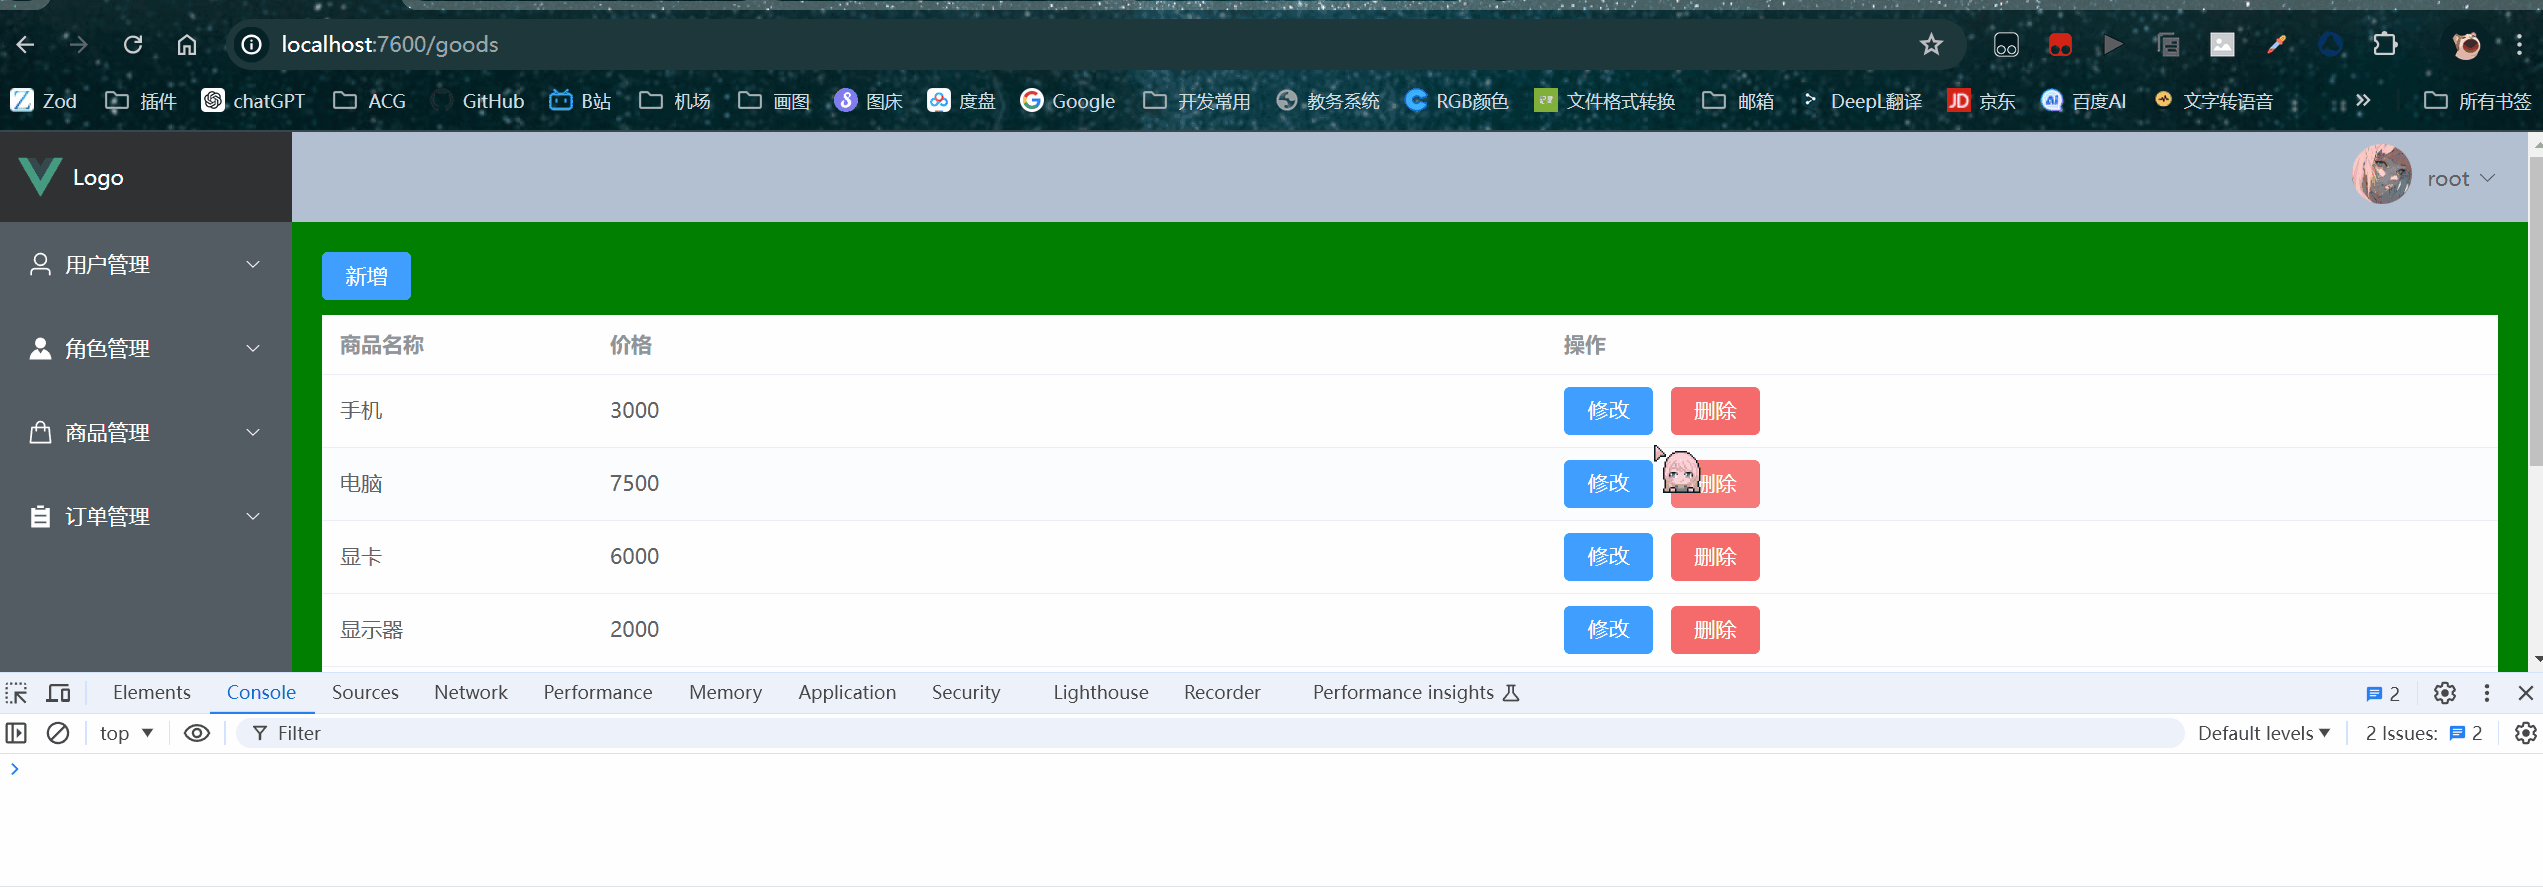 localhost:7600/goods
Zod 插件 chatGPT ACG GitHub B站 机场 画图 图床 度盘 Google 开发常用 教务系统 RGB颜色 文件格式转换 邮箱 DeepL翻译 京东 百度AI 文字转语音 所有书签
Logo
root
用户管理
角色管理
商品管理
订单管理
新增
商品名称 价格 操作
手机 3000 修改 删除
电脑 7500 修改 删除
显卡 6000 修改 删除
显示器 2000 修改 删除
Elements Console Sources Network Performance Memory Application Security Lighthouse Recorder Performance insights 2
top Filter Default levels 2 Issues: 2